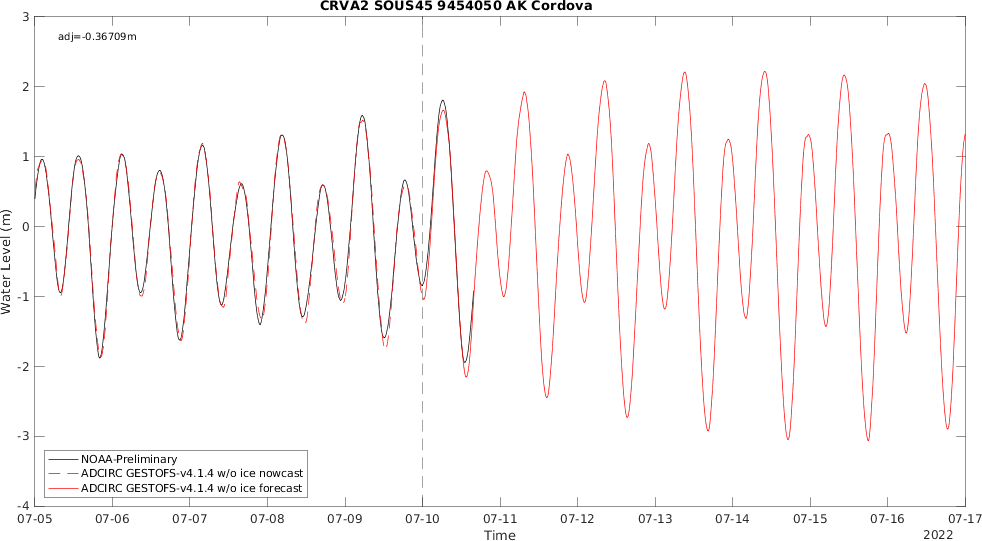 CRVA2 SOUS45 9454050 AK Cordova
adj=-0.36709m
3
2
1
0
-1
-2
-3
-4
Water Level (m)
NOAA-Preliminary
ADCIRC GESTOFS-v4.1.4 w/o ice nowcast
ADCIRC GESTOFS-v4.1.4 w/o ice forecast
07-05 07-06 07-07 07-08 07-09 07-10 07-11 07-12 07-13 07-14 07-15 07-16 07-17
Time
2022